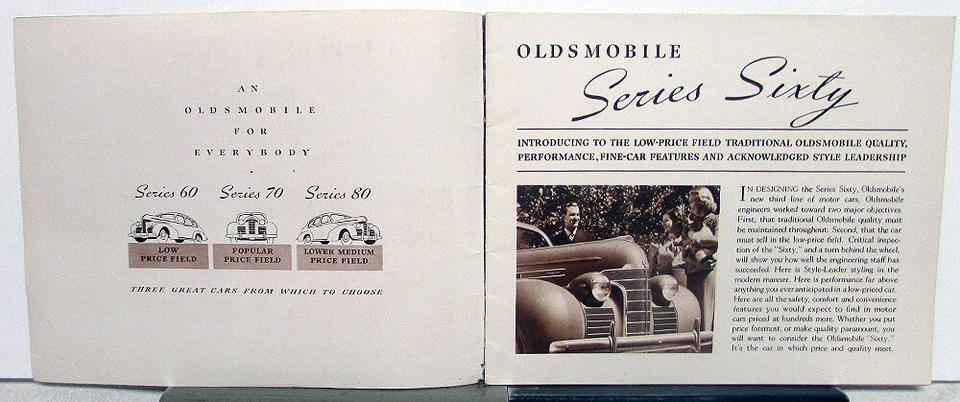 AN
OLDSMOBILE
FOR
EVERYBODY
Series 60 Series 70 Series 80
LOW
PRICE FIELD
POPULAR
PRICE FIELD
LOWER MEDIUM
PRICE FIELD
THREE GREAT CARS FROM WHICH TO CHOOSE
OLDSMOBILE
Series Sixty
INTRODUCING TO THE LOW-PRICE FIELD TRADITIONAL OLDSMOBILE QUALITY,
PERFORMANCE, FINE-CAR FEATURES AND ACKNOWLEDGED STYLE LEADERSHIP
IN DESIGNING the Series Sixty, Oldsmobile's
new third line of motor cars, Oldsmobile
engineers worked toward two major objectives.
First, that traditional Oldsmobile quality must
be maintained throughout. Second, that the car
must sell in the low-price field. Critical inspec-
tion of the "Sixty," and a turn behind the wheel,
will show you how well the engineering staff has
succeeded. Here is Style-Leader styling in the
modern manner. Here is performance far above
anything you ever anticipated in a low-priced car.
Here are all the safety, comfort and convenience
features you would expect to find in motor
cars priced at hundreds more. Whether you put
price foremost, or make quality paramount, you
will want to consider the Oldsmobile "Sixty."
It's the car in which price and quality meet.